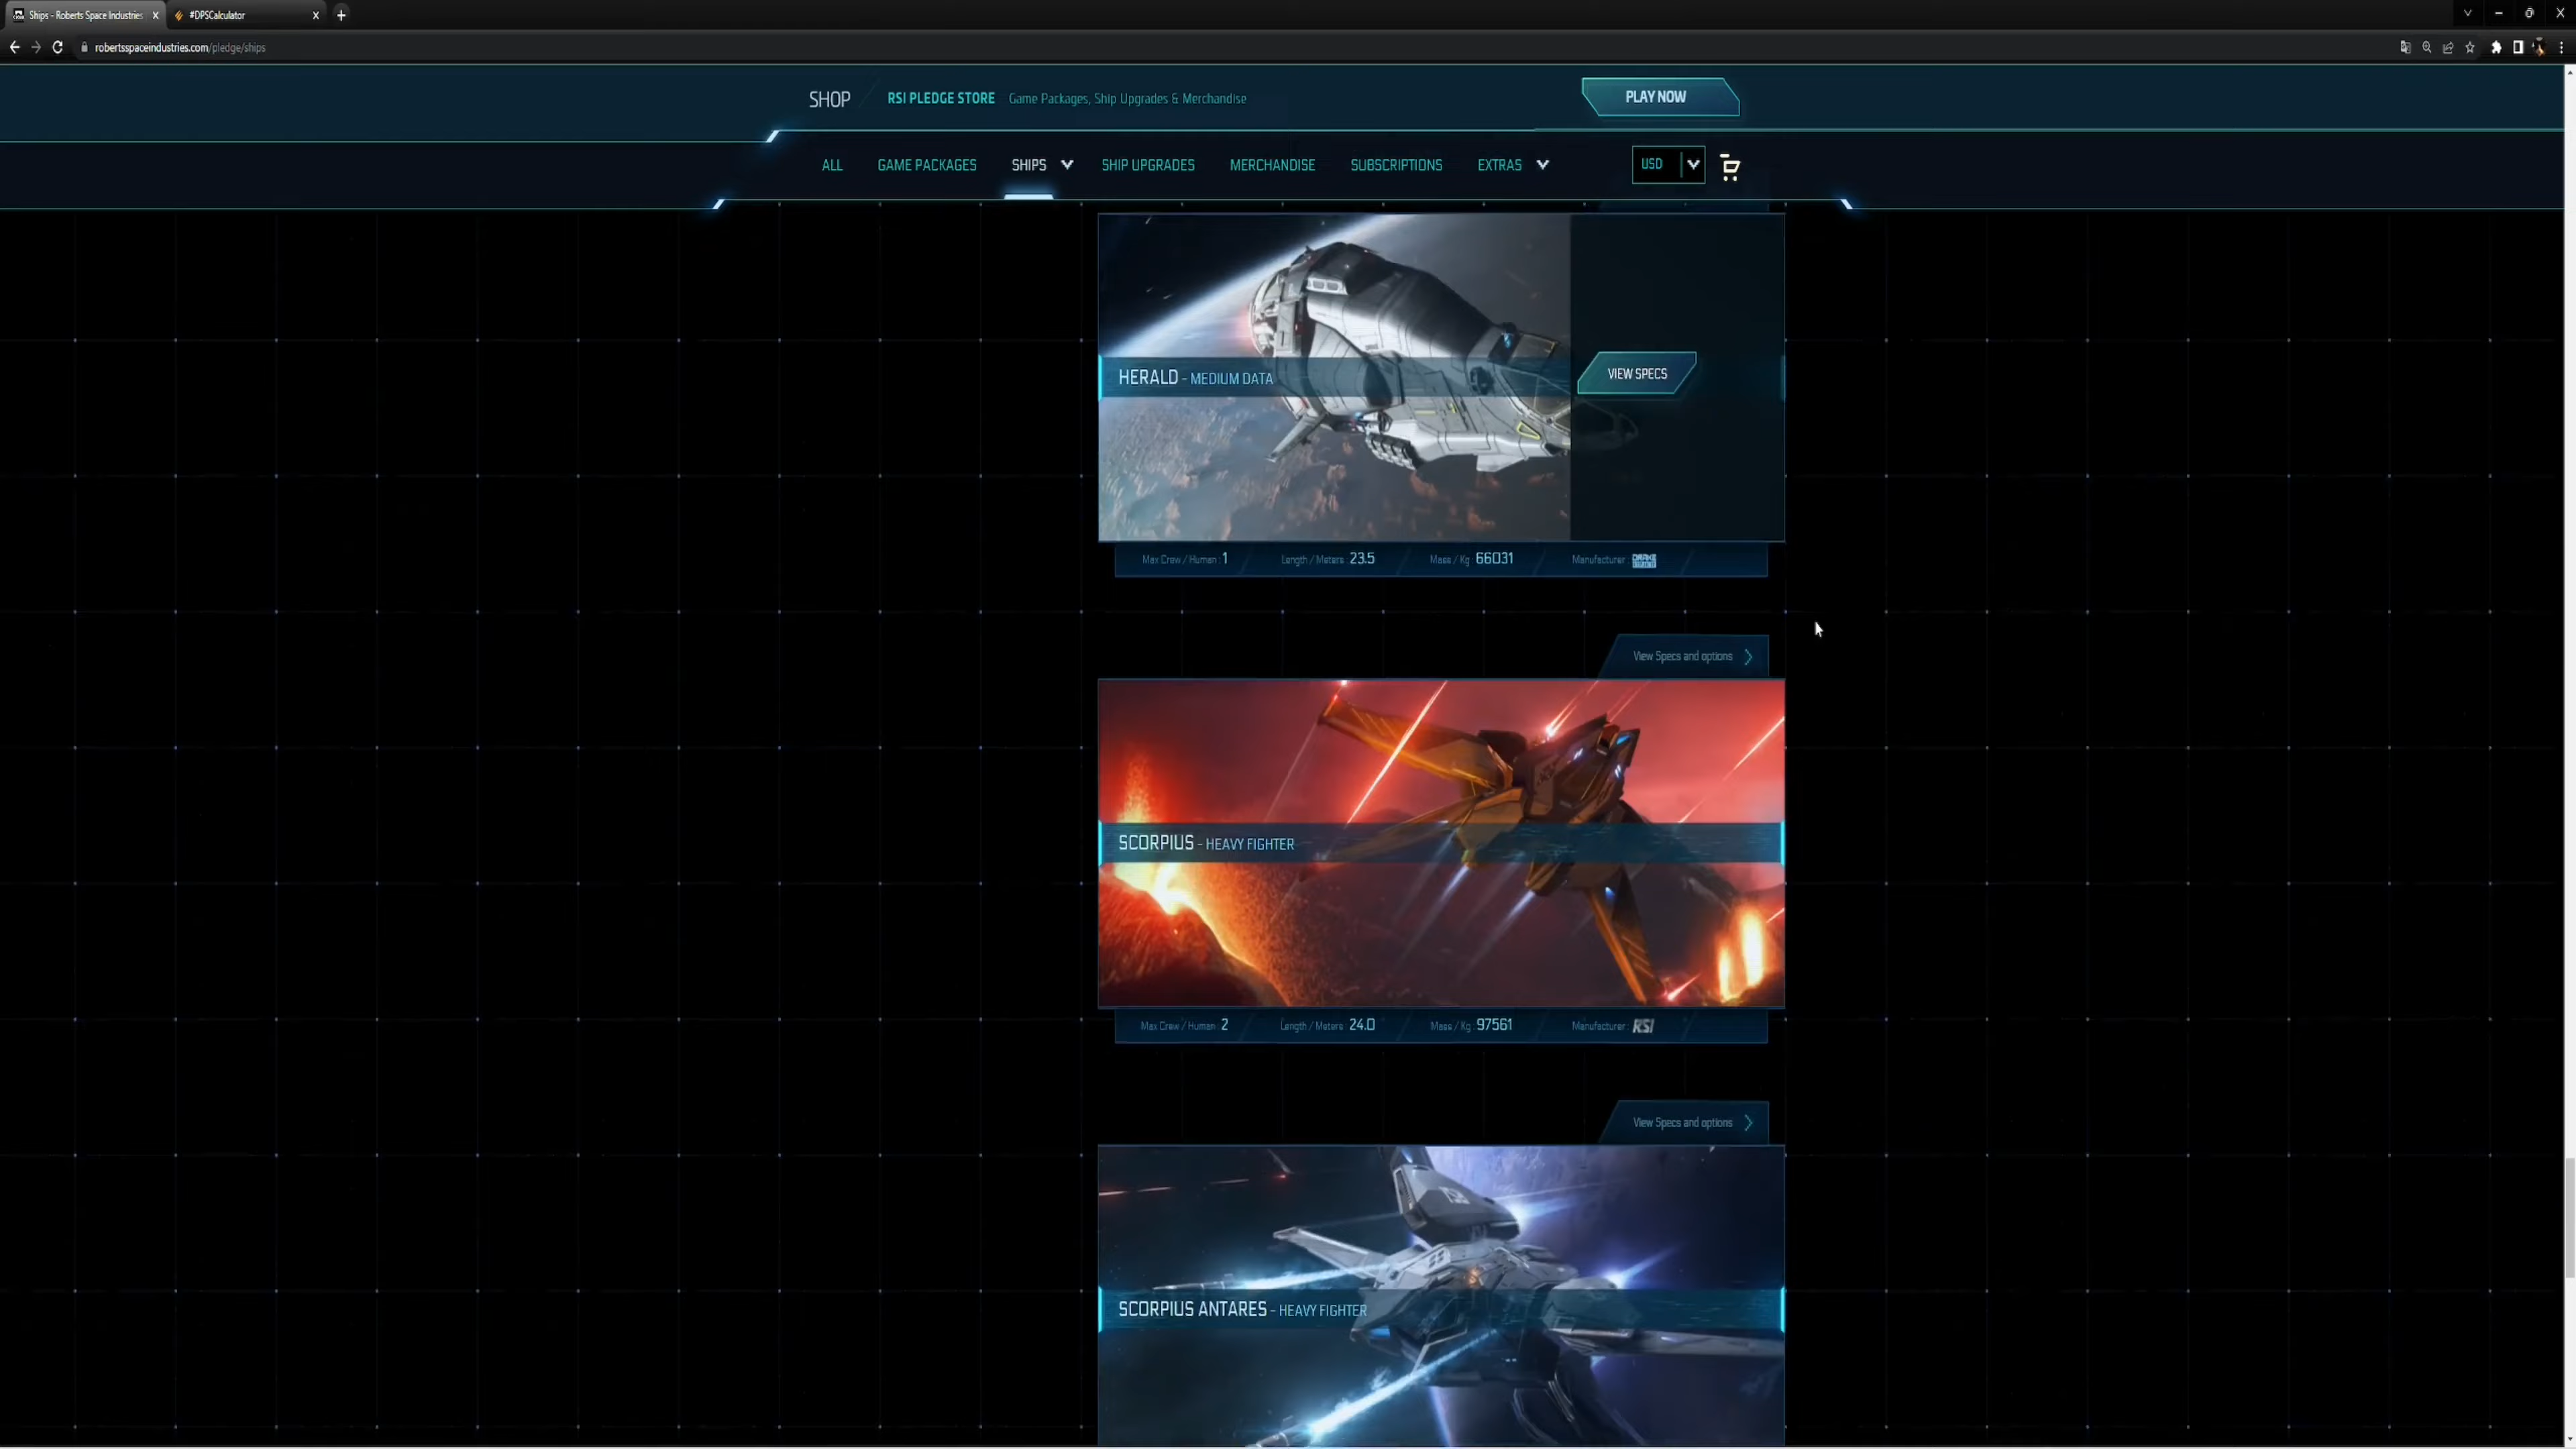 Ships - Roberts Space Industries
#DPSCalculator
robertsspaceindustries.com/pledge/ships
SHOP
RSI PLEDGE STORE
Game Packages, Ship Upgrades & Merchandise
PLAY NOW
ALL
GAME PACKAGES
SHIPS
SHIP UPGRADES
MERCHANDISE
SUBSCRIPTIONS
EXTRAS
USD
HERALD - MEDIUM DATA
VIEW SPECS
Max Crew / Human : 1
Length / Meters : 23.5
Mass / Kg : 66031
Manufacturer : DRAKE
View Specs and options
SCORPIUS - HEAVY FIGHTER
Max Crew / Human : 2
Length / Meters : 24.0
Mass / Kg : 97561
Manufacturer : RSI
View Specs and options
SCORPIUS ANTARES - HEAVY FIGHTER